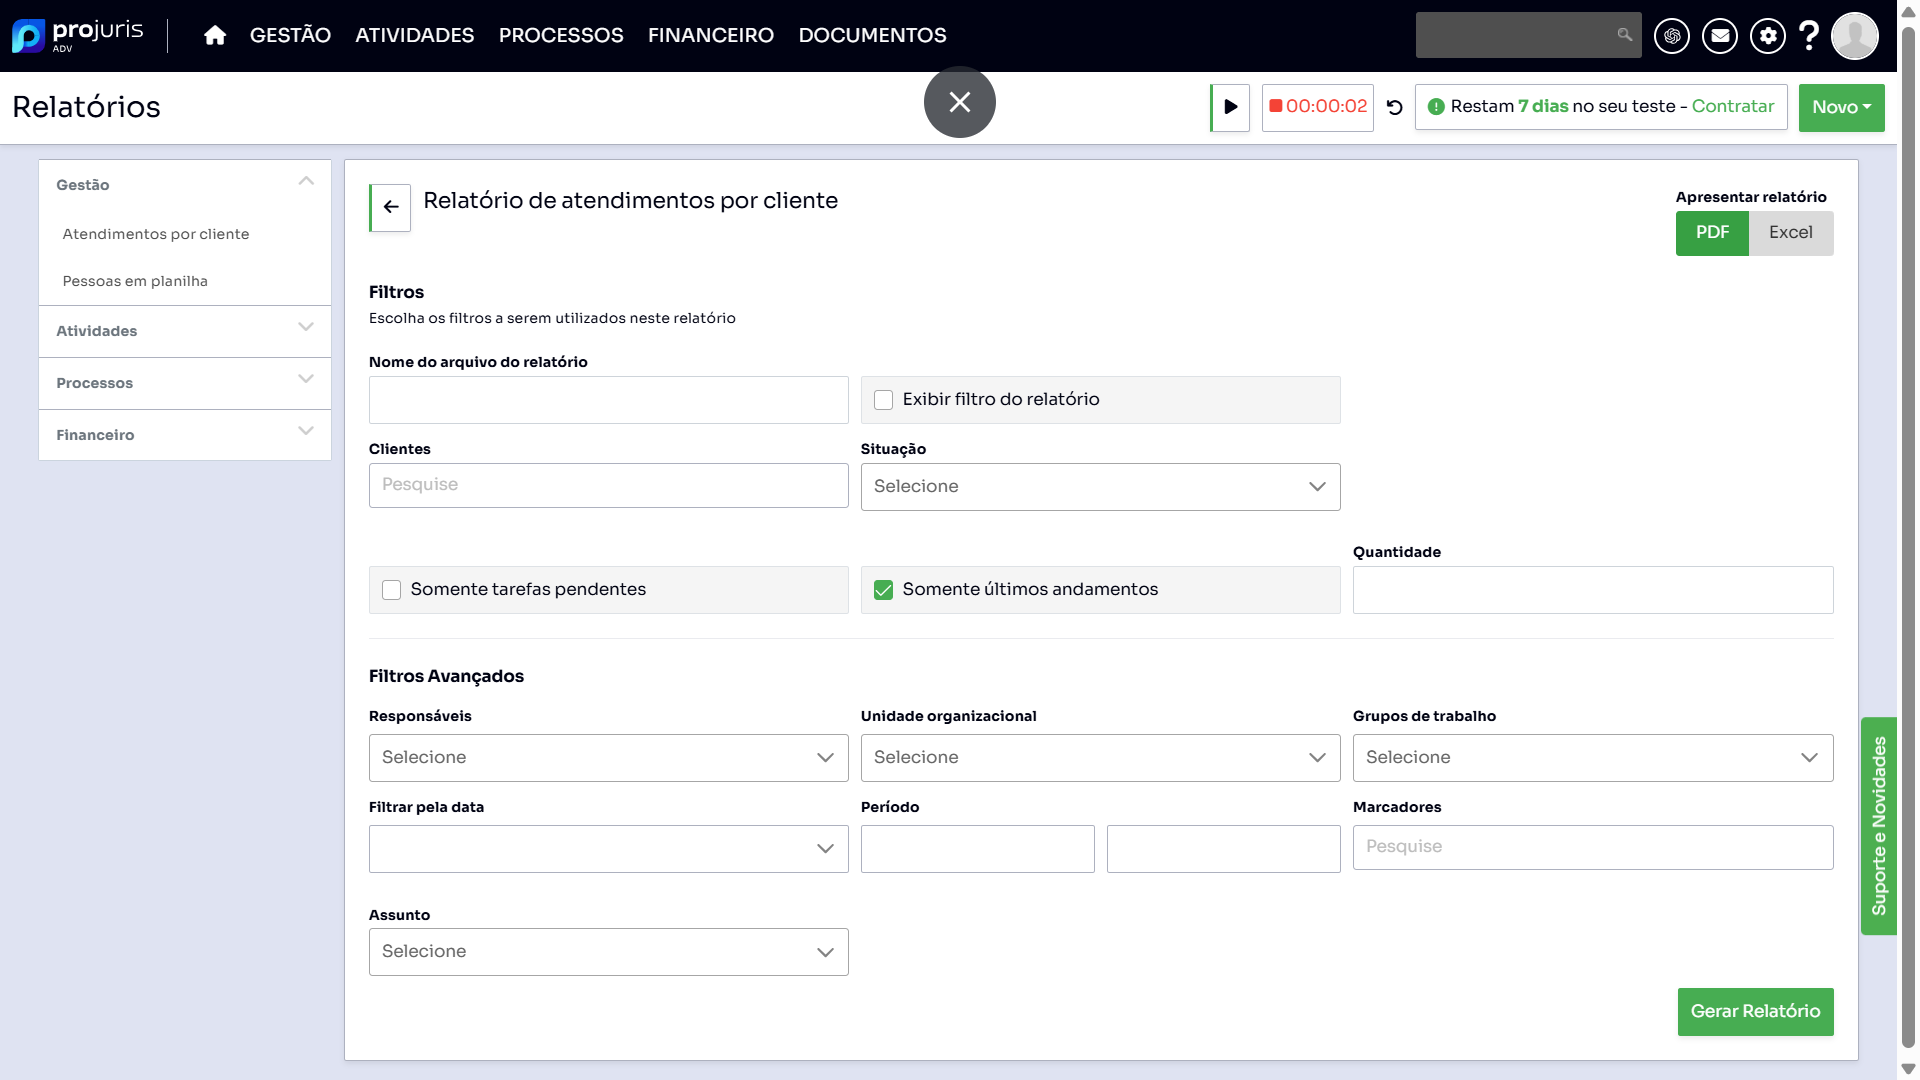 projuris
ADV
GESTÃO
ATIVIDADES
PROCESSOS
FINANCEIRO
DOCUMENTOS
Relatórios
00:00:02
Restam 7 dias no seu teste - Contratar
Novo
Gestão
Atendimentos por cliente
Pessoas em planilha
Atividades
Processos
Financeiro
Relatório de atendimentos por cliente
Apresentar relatório
PDF
Excel
Filtros
Escolha os filtros a serem utilizados neste relatório
Nome do arquivo do relatório
Exibir filtro do relatório
Clientes
Situação
Pesquise
Selecione
Quantidade
Somente tarefas pendentes
Somente últimos andamentos
Filtros Avançados
Responsáveis
Unidade organizacional
Grupos de trabalho
Selecione
Selecione
Selecione
Filtrar pela data
Período
Marcadores
Pesquise
Assunto
Selecione
Gerar Relatório
Suporte e Novidades